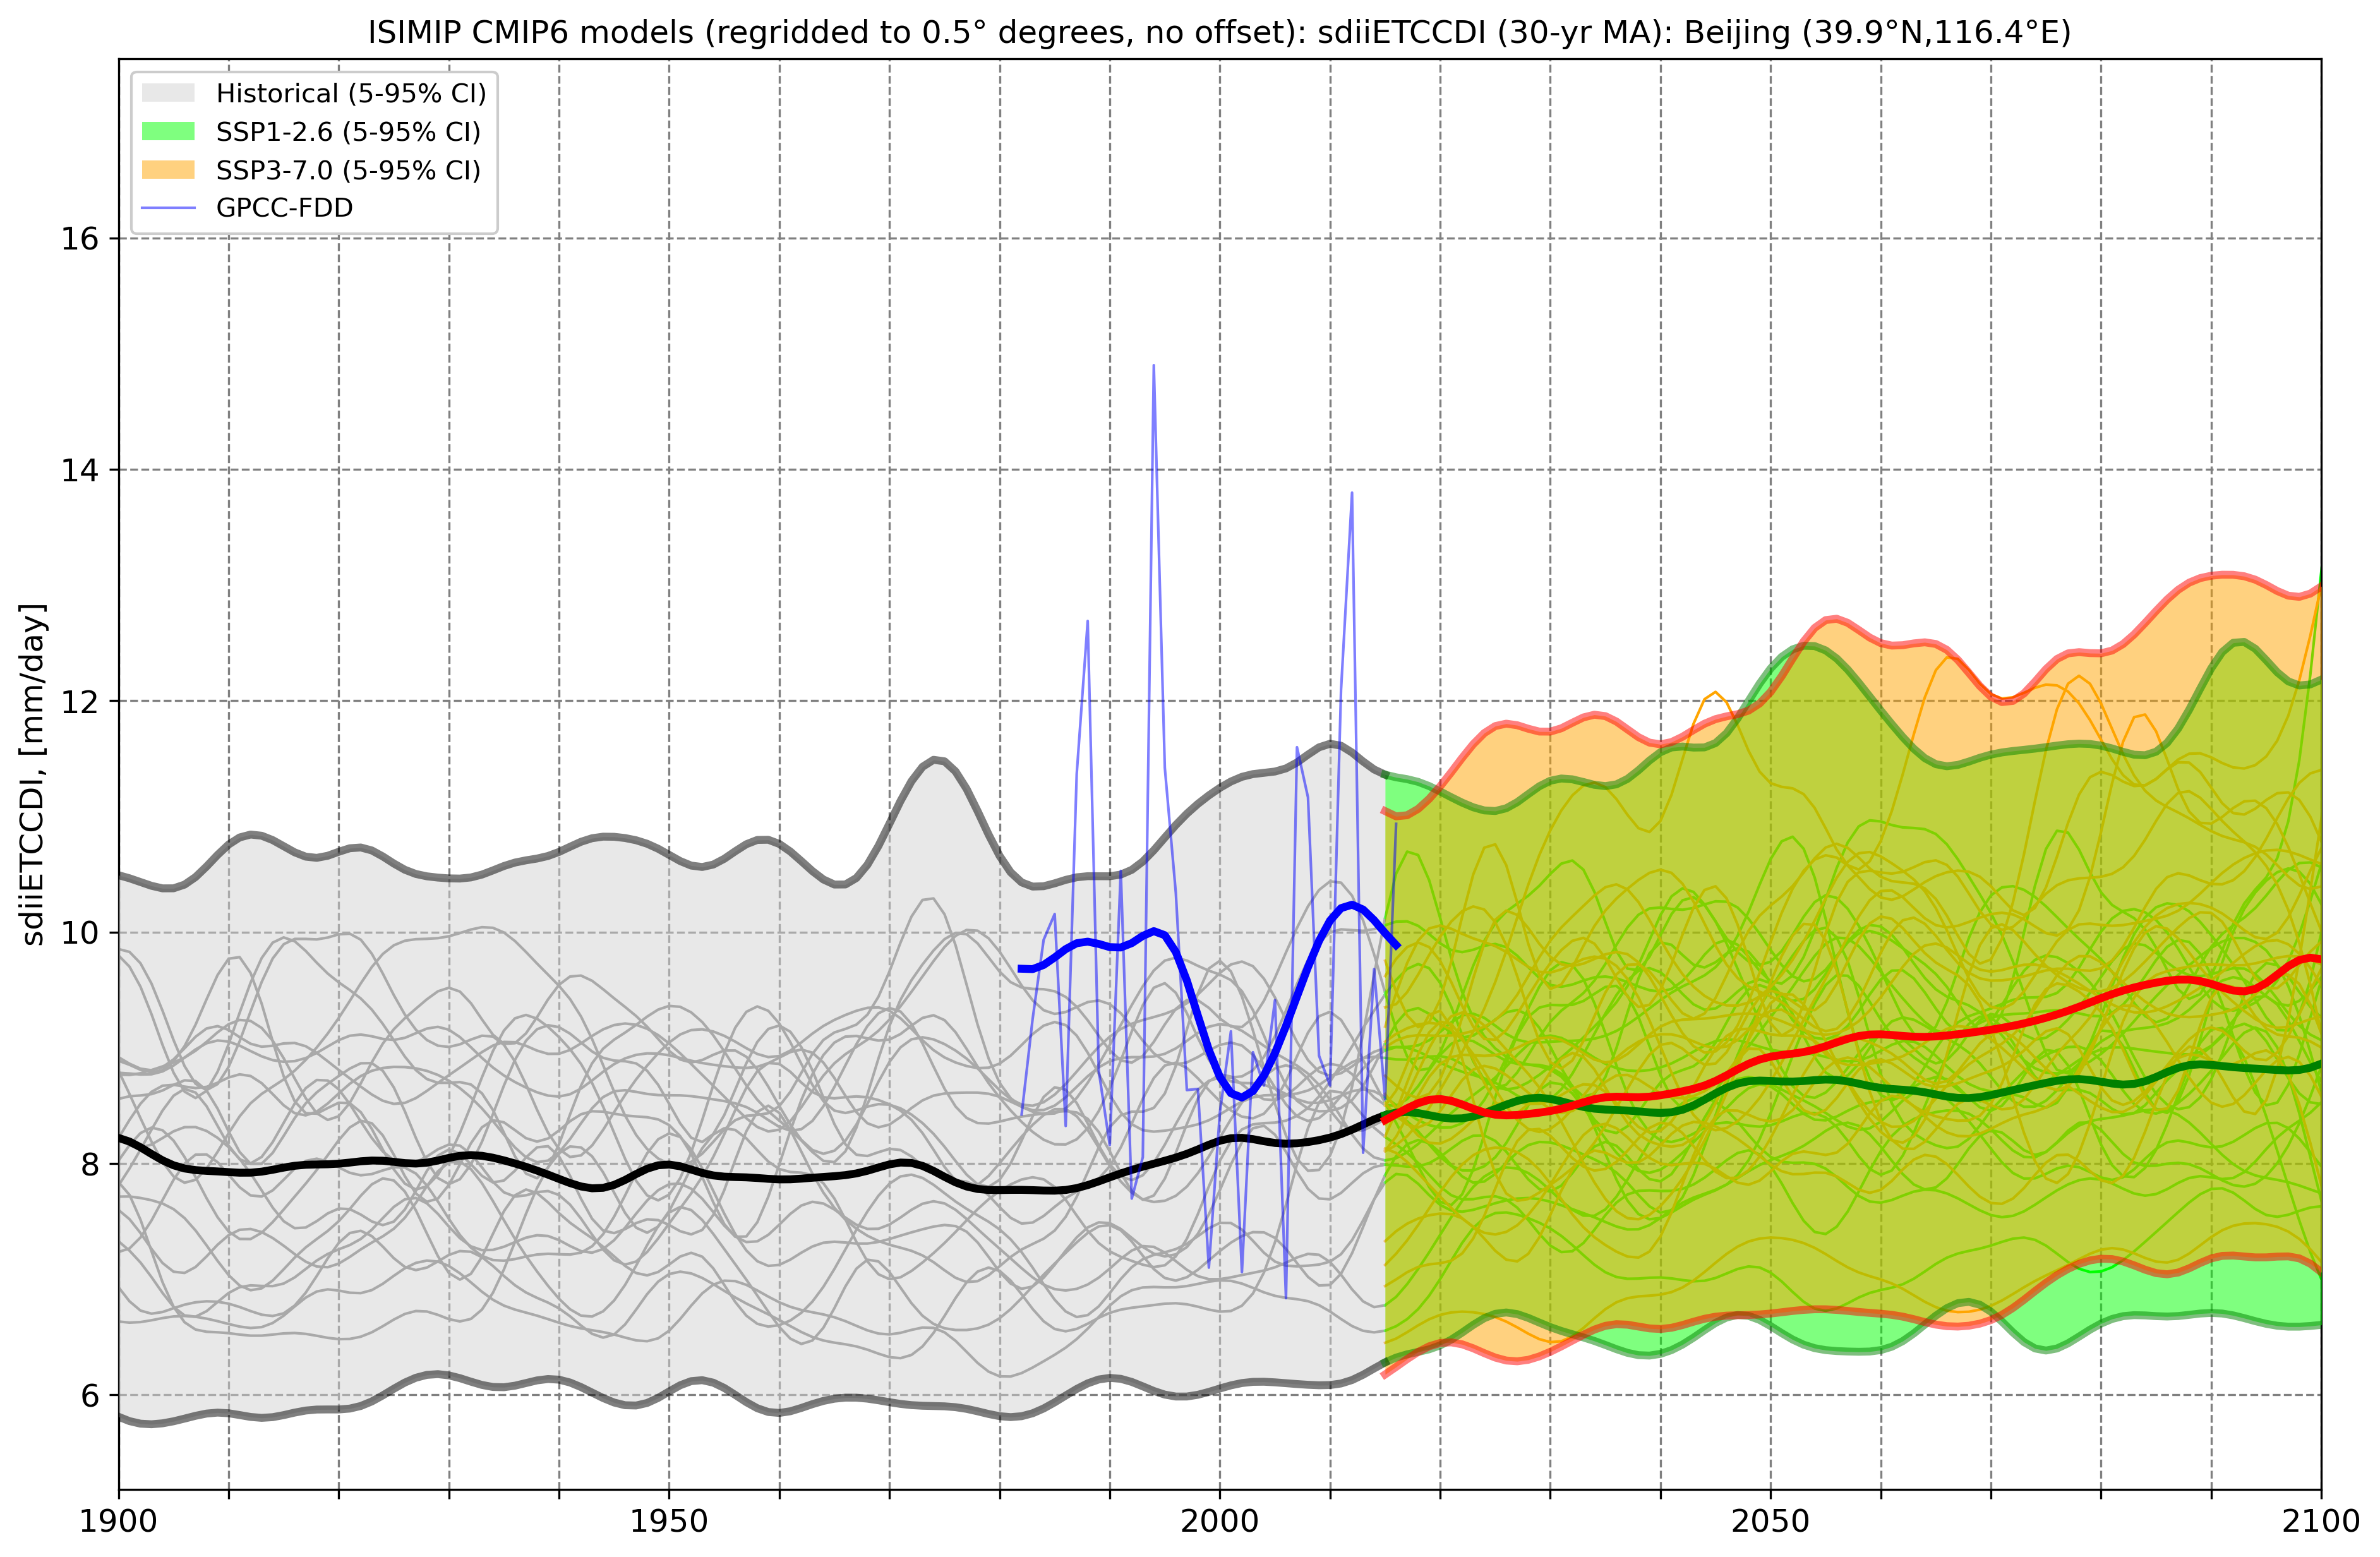 ISIMIP CMIP6 models (regridded to 0.5° degrees, no offset): sdiiETCCDI (30-yr MA): Beijing (39.9°N,116.4°E)
Historical (5-95% CI)
SSP1-2.6 (5-95% CI)
SSP3-7.0 (5-95% CI)
GPCC-FDD
sdiiETCCDI, [mm/day]
16
14
12
10
8
6
1900
1950
2000
2050
2100